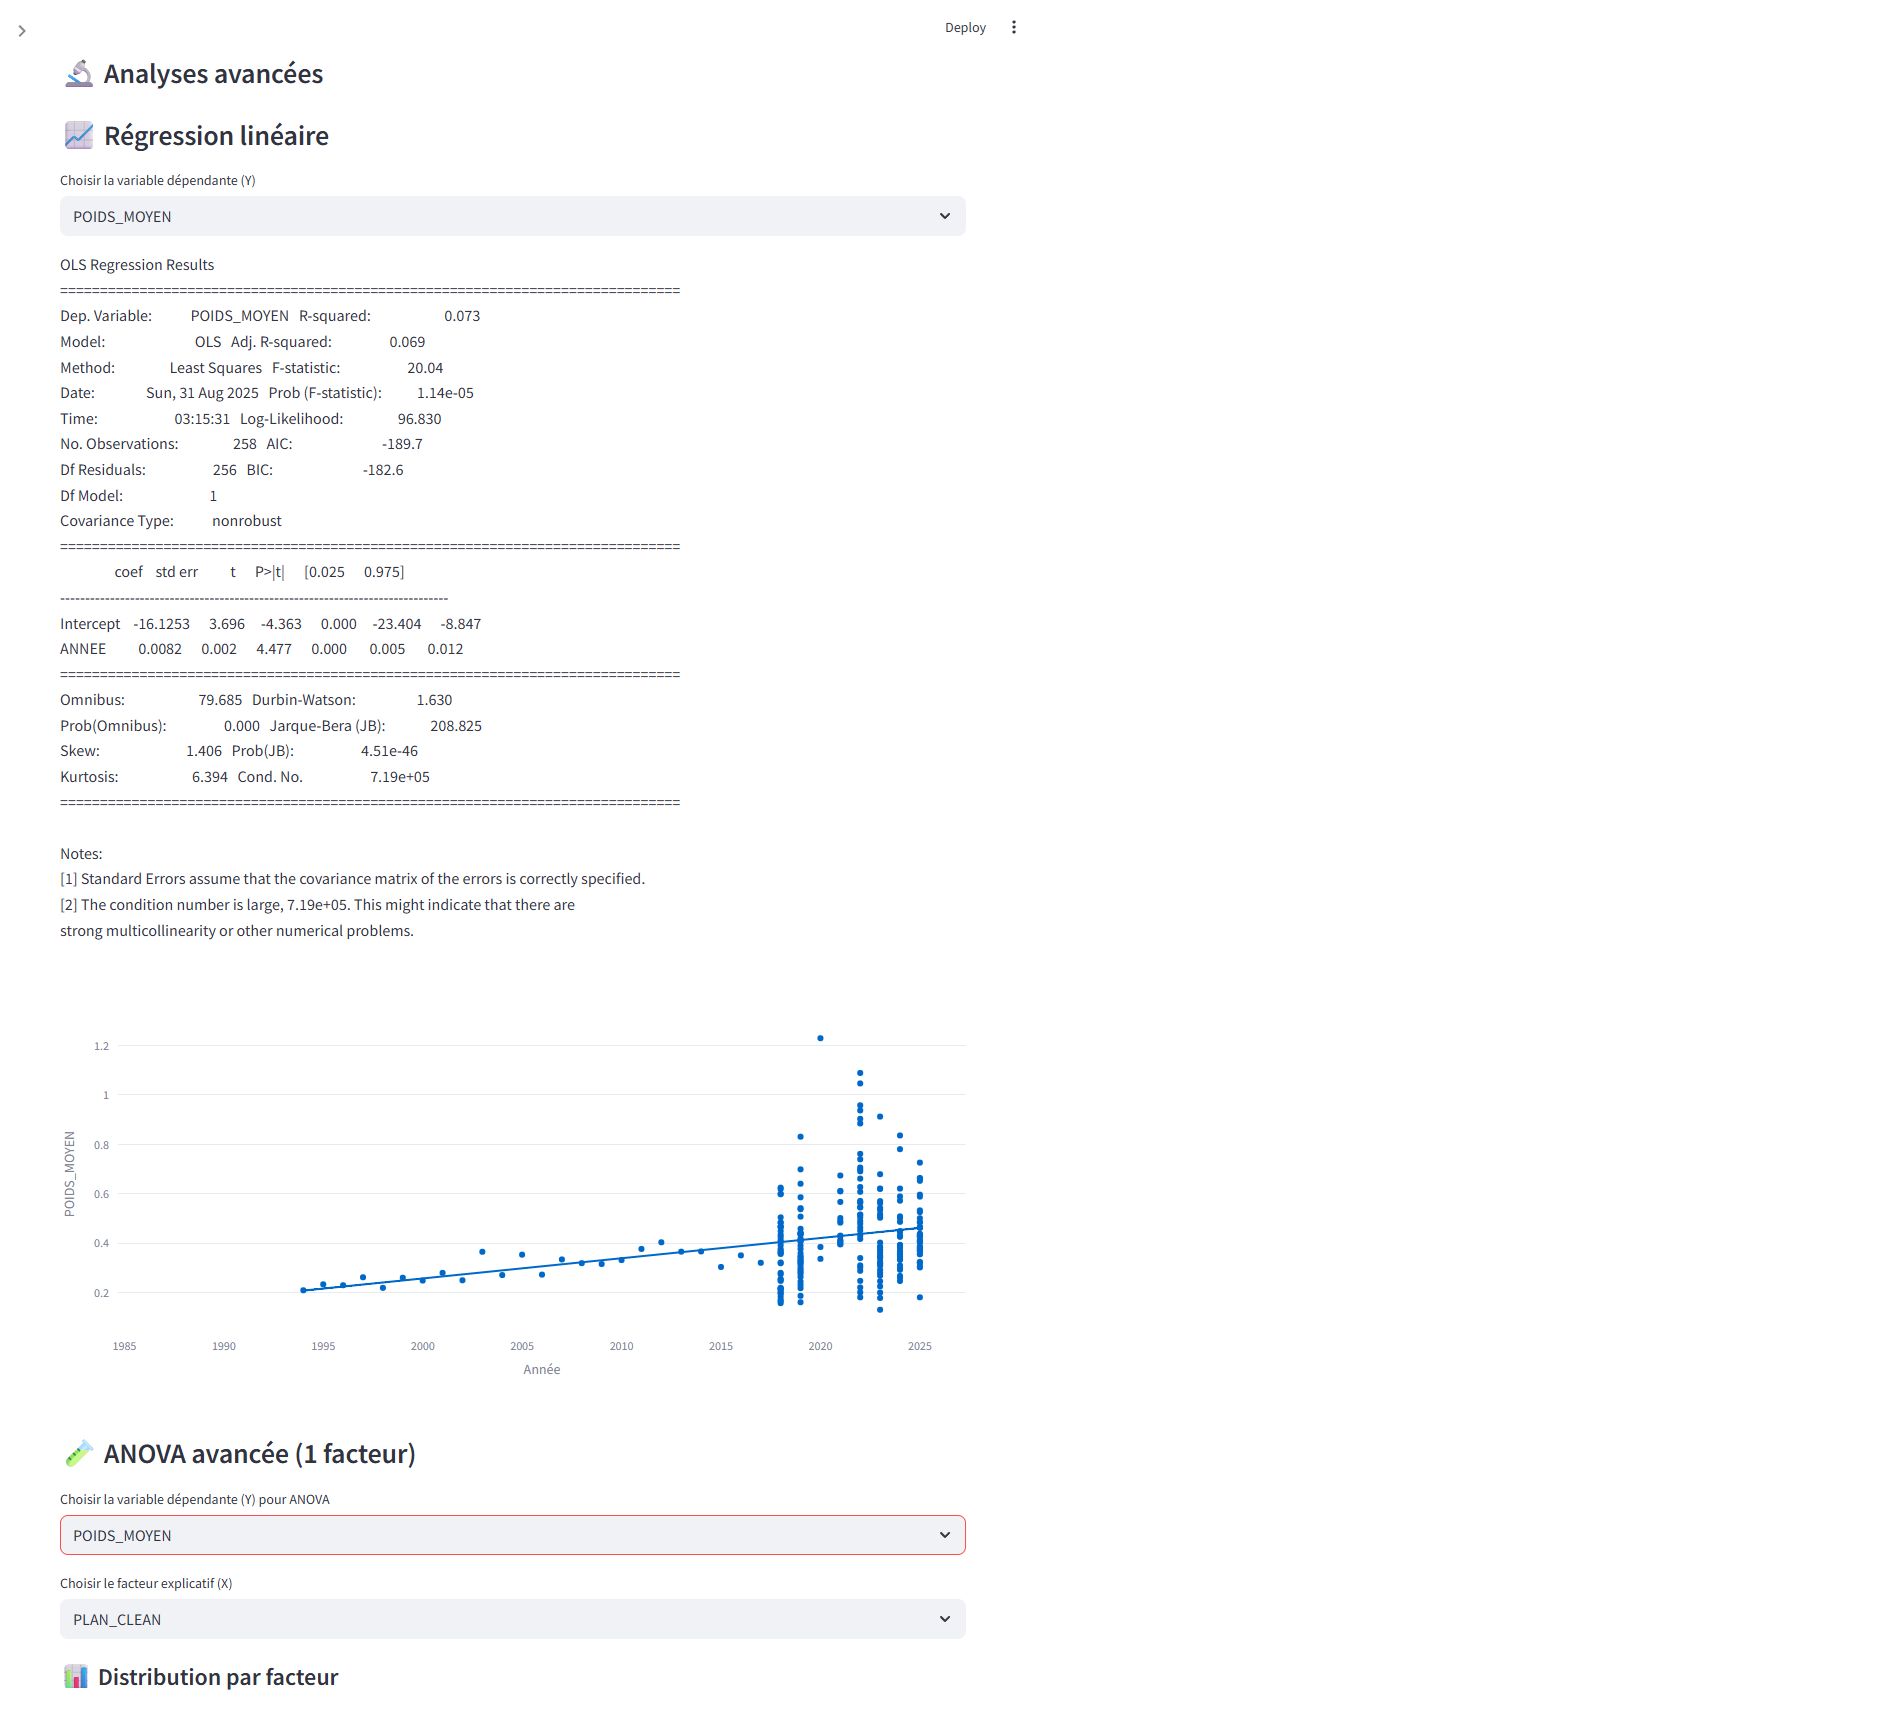 Deploy
Analyses avancées
Régression linéaire
Choisir la variable dépendante (Y)
POIDS_MOYEN
OLS Regression Results
==============================================================================
Dep. Variable: POIDS_MOYEN R-squared: 0.073
Model: OLS Adj. R-squared: 0.069
Method: Least Squares F-statistic: 20.04
Date: Sun, 31 Aug 2025 Prob (F-statistic): 1.14e-05
Time: 03:15:31 Log-Likelihood: 96.830
No. Observations: 258 AIC: -189.7
Df Residuals: 256 BIC: -182.6
Df Model: 1
Covariance Type: nonrobust
==============================================================================
coef std err t P>|t| [0.025 0.975]
------------------------------------------------------------------------------
Intercept -16.1253 3.696 -4.363 0.000 -23.404 -8.847
ANNEE 0.0082 0.002 4.477 0.000 0.005 0.012
==============================================================================
Omnibus: 79.685 Durbin-Watson: 1.630
Prob(Omnibus): 0.000 Jarque-Bera (JB): 208.825
Skew: 1.406 Prob(JB): 4.51e-46
Kurtosis: 6.394 Cond. No. 7.19e+05
==============================================================================
Notes:
[1] Standard Errors assume that the covariance matrix of the errors is correctly specified.
[2] The condition number is large, 7.19e+05. This might indicate that there are
strong multicollinearity or other numerical problems.
1.2
1
0.8
0.6
0.4
0.2
POIDS_MOYEN
1985 1990 1995 2000 2005 2010 2015 2020 2025
Année
ANOVA avancée (1 facteur)
Choisir la variable dépendante (Y) pour ANOVA
POIDS_MOYEN
Choisir le facteur explicatif (X)
PLAN_CLEAN
Distribution par facteur